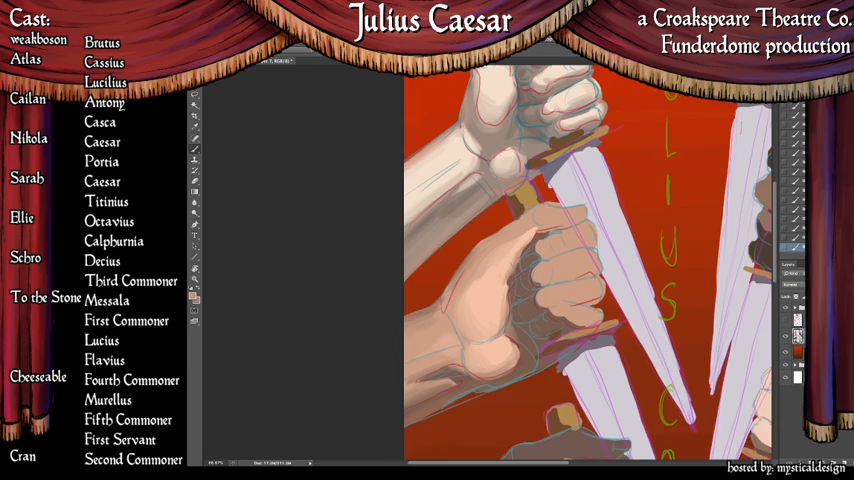 Julius Caesar
a Croakspeare Theatre Co.
Funderdome production
Cast:
weakboson Brutus
Atlas Cassius
Lucilius
Cailan Antony
Casca
Nikola Caesar
Portia
Sarah Caesar
Titinius
Ellie Octavius
Calphurnia
Schro Decius
Third Commoner
To the Stone Messala
First Commoner
Lucius
Flavius
Cheeseable Fourth Commoner
Murellus
Fifth Commoner
First Servant
Cran Second Commoner
L
I
U
S
C
hosted by: mysticaldesign